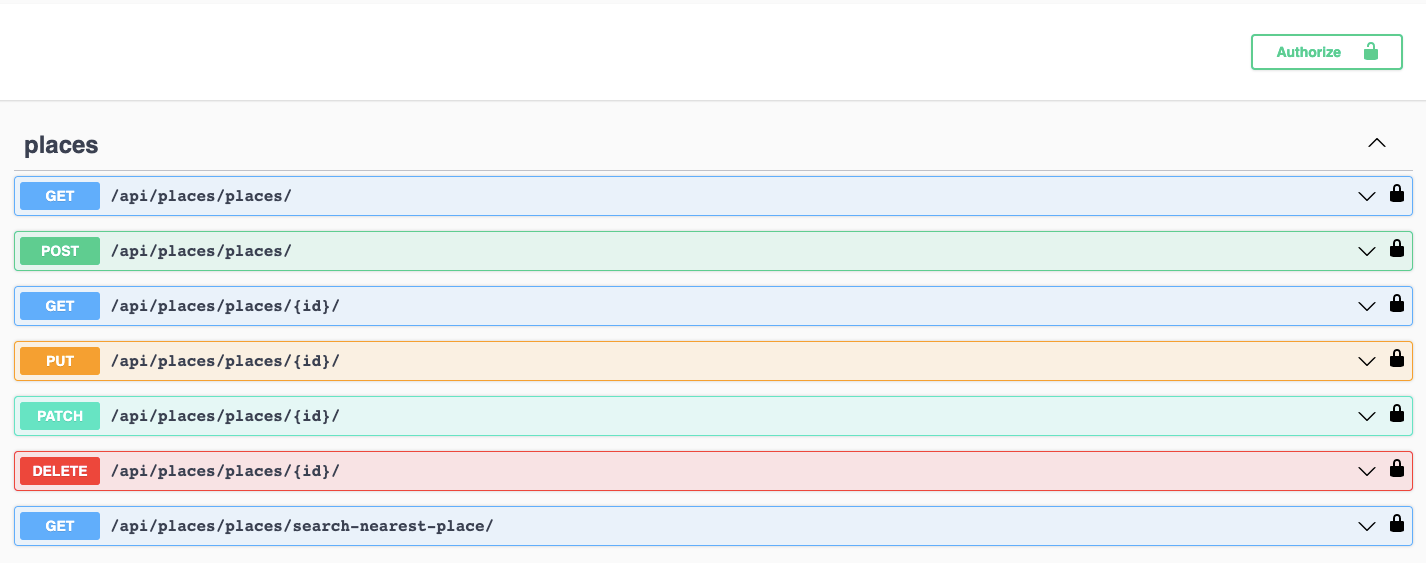 Authorize
places
GET /api/places/places/
POST /api/places/places/
GET /api/places/places/{id}/
PUT /api/places/places/{id}/
PATCH /api/places/places/{id}/
DELETE /api/places/places/{id}/
GET /api/places/places/search-nearest-place/